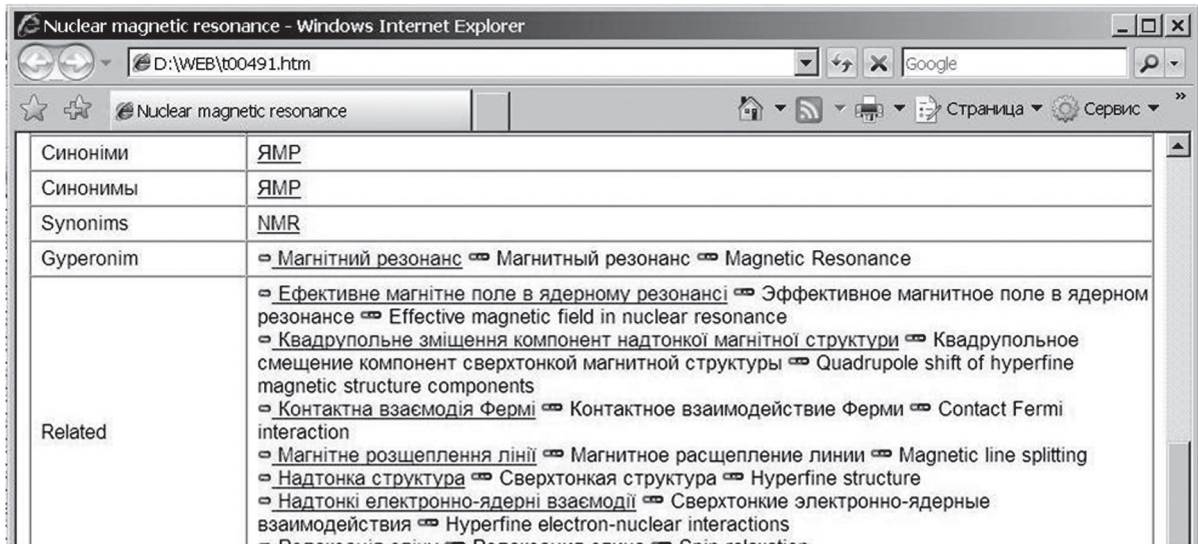 Nuclear magnetic resonance - Windows Internet Explorer
D:\WEB\t00491.htm
Google
Nuclear magnetic resonance
Страница
Сервис
»
Синоніми ЯМР
Синонимы ЯМР
Synonims NMR
Gyperonim Магнітний резонанс Магнитный резонанс Magnetic Resonance
Related
Ефективне магнітне поле в ядерному резонансі Эффективное магнитное поле в ядерном
резонансе Effective magnetic field in nuclear resonance
Квадрупольне зміщення компонент надтонкої магнітної структури Квадрупольное
смещение компонент сверхтонкой магнитной структуры Quadrupole shift of hyperfine
magnetic structure components
Контактна взаємодія Фермі Контактное взаимодействие Ферми Contact Fermi
interaction
Магнітне розщеплення лінії Магнитное расщепление линии Magnetic line splitting
Надтонка структура Сверхтонкая структура Hyperfine structure
Надтонкі електронно-ядерні взаємодії Сверхтонкие электронно-ядерные
взаимодействия Hyperfine electron-nuclear interactions